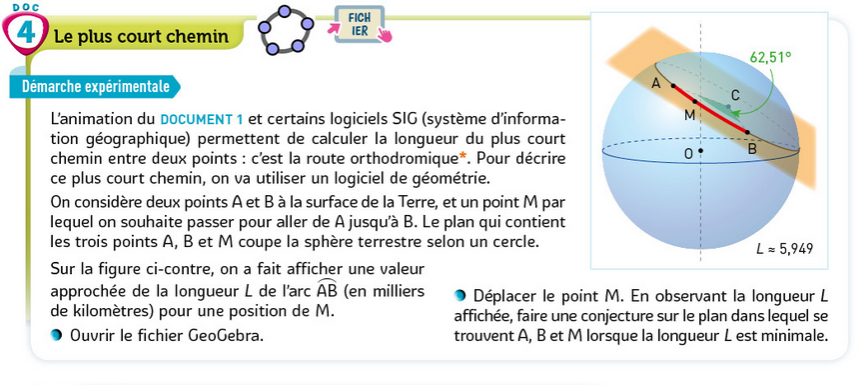 DOC
4
Le plus court chemin
FICH
IER
Démarche expérimentale
L'animation du DOCUMENT 1 et certains logiciels SIG (système d'informa-
tion géographique) permettent de calculer la longueur du plus court
chemin entre deux points : c'est la route orthodromique*. Pour décrire
ce plus court chemin, on va utiliser un logiciel de géométrie.
On considère deux points A et B à la surface de la Terre, et un point M par
lequel on souhaite passer pour aller de A jusqu'à B. Le plan qui contient
les trois points A, B et M coupe la sphère terrestre selon un cercle.
Sur la figure ci-contre, on a fait afficher une valeur
approchée de la longueur L de l'arc AB (en milliers
de kilomètres) pour une position de M.
Ouvrir le fichier GeoGebra.
62,51°
A
C
M
B
O
L ≈ 5,949
Déplacer le point M. En observant la longueur L
affichée, faire une conjecture sur le plan dans lequel se
trouvent A, B et M lorsque la longueur L est minimale.